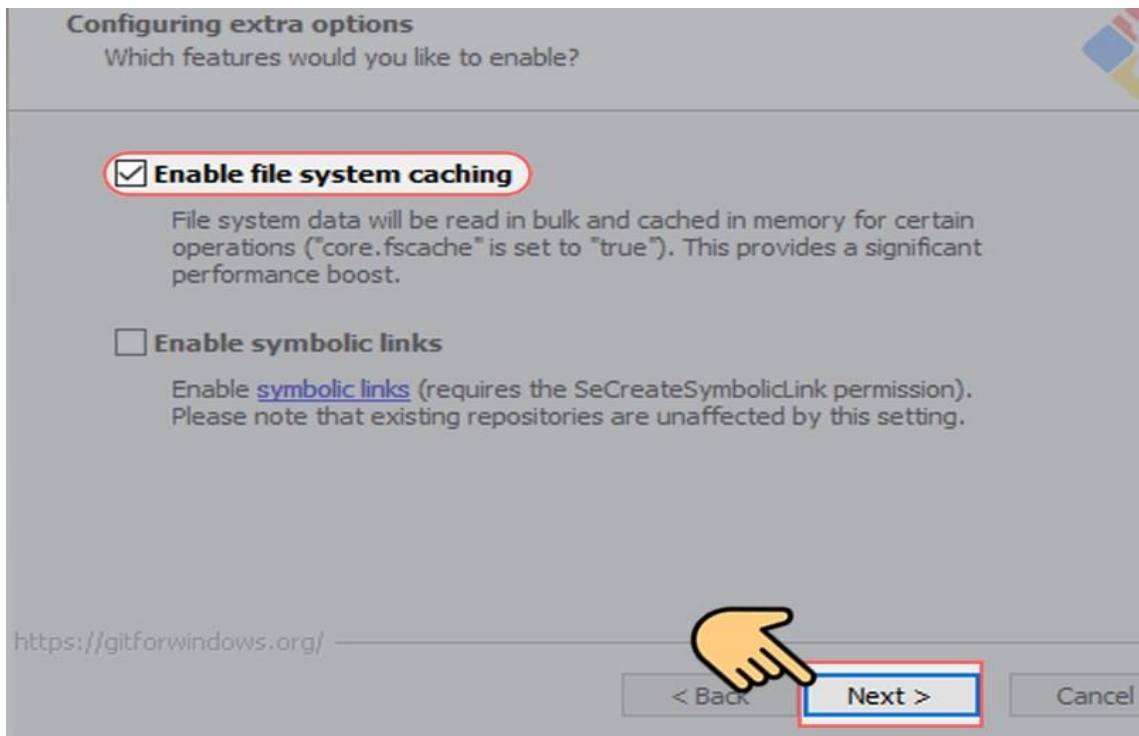 Configuring extra options
Which features would you like to enable?
Enable file system caching
File system data will be read in bulk and cached in memory for certain
operations ("core.fscache" is set to "true"). This provides a significant
performance boost.
Enable symbolic links
Enable symbolic links (requires the SeCreateSymbolicLink permission).
Please note that existing repositories are unaffected by this setting.
https://gitforwindows.org/
< Back
Next >
Cancel